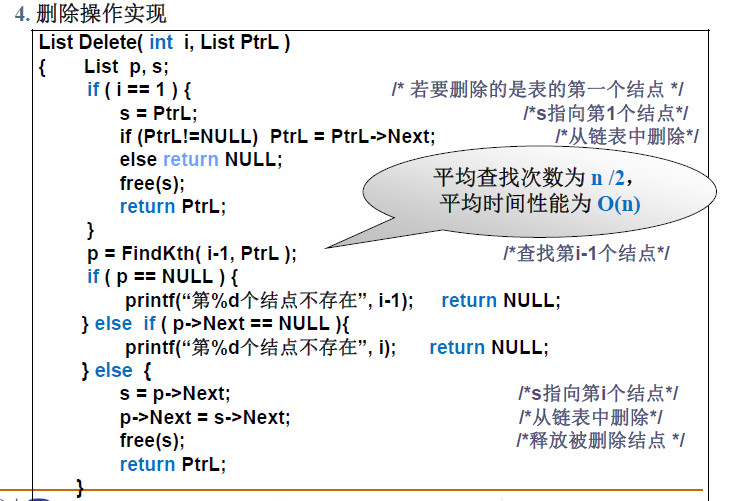 4. 删除操作实现
List Delete( int i, List PtrL )
{ List p, s;
if ( i == 1 ) { /* 若要删除的是表的第一个结点 */
s = PtrL; /*s指向第1个结点*/
if (PtrL!=NULL) PtrL = PtrL->Next; /*从链表中删除*/
else return NULL;
free(s);
return PtrL;
}
平均查找次数为 n /2，
平均时间性能为 O(n)
p = FindKth( i-1, PtrL ); /*查找第i-1个结点*/
if ( p == NULL ) {
printf(“第%d个结点不存在”, i-1); return NULL;
} else if ( p->Next == NULL ){
printf(“第%d个结点不存在”, i); return NULL;
} else {
s = p->Next; /*s指向第i个结点*/
p->Next = s->Next; /*从链表中删除*/
free(s); /*释放被删除结点 */
return PtrL;
}